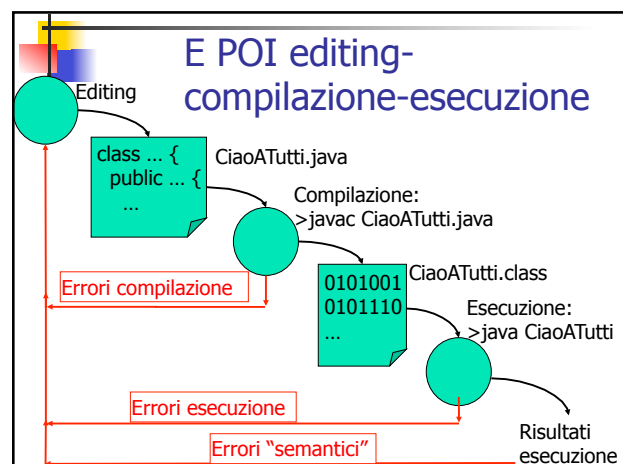 E POI editing-
compilazione-esecuzione
Editing
class … {
public … {
…
CiaoATutti.java
Compilazione:
>javac CiaoATutti.java
Errori compilazione
0101001
0101110
…
CiaoATutti.class
Esecuzione:
>java CiaoATutti
Errori esecuzione
Errori “semantici”
Risultati
esecuzione